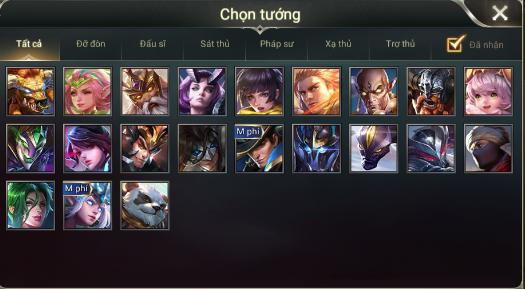 Chọn tướng
Tất cả Đỡ đòn Đấu sĩ Sát thủ Pháp sư Xạ thủ Trợ thủ Đã nhận
M phí
M phí